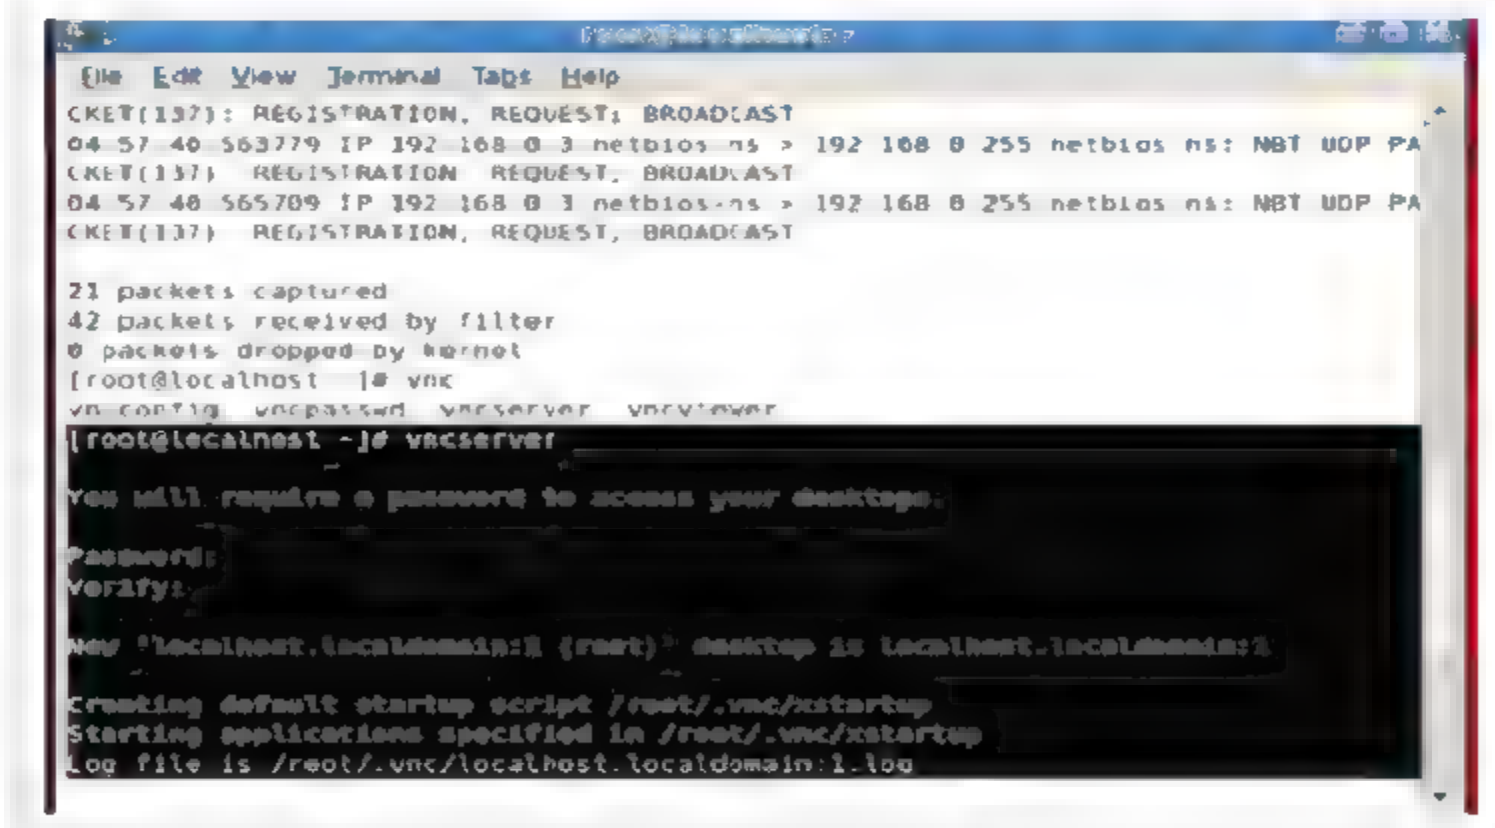 File Edit View Terminal Tabs Help
CKET(137): REGISTRATION, REQUEST; BROADCAST
04 57 40 563779 IP 192 168 0 3 netbios ns > 192 168 0 255 netbios ns: NBT UDP PA
CKET(137) REGISTRATION REQUEST, BROADCAST
04 57 40 565709 IP 192 168 0 3 netbios-ns > 192 168 0 255 netbios ns: NBT UDP PA
CKET(137) REGISTRATION, REQUEST, BROADCAST
21 packets captured
42 packets received by filter
0 packets dropped by kernel
[root@localhost ]# vnc
vncconfig vncpasswd vncserver vncviewer
[root@localhost ~]# vncserver
You will require a password to access your desktops.
Password:
Verify:
New 'localhost.localdomain:1 (root)' desktop is localhost.localdomain:1
Creating default startup script /root/.vnc/xstartup
Starting applications specified in /root/.vnc/xstartup
Log file is /root/.vnc/localhost.localdomain:1.log